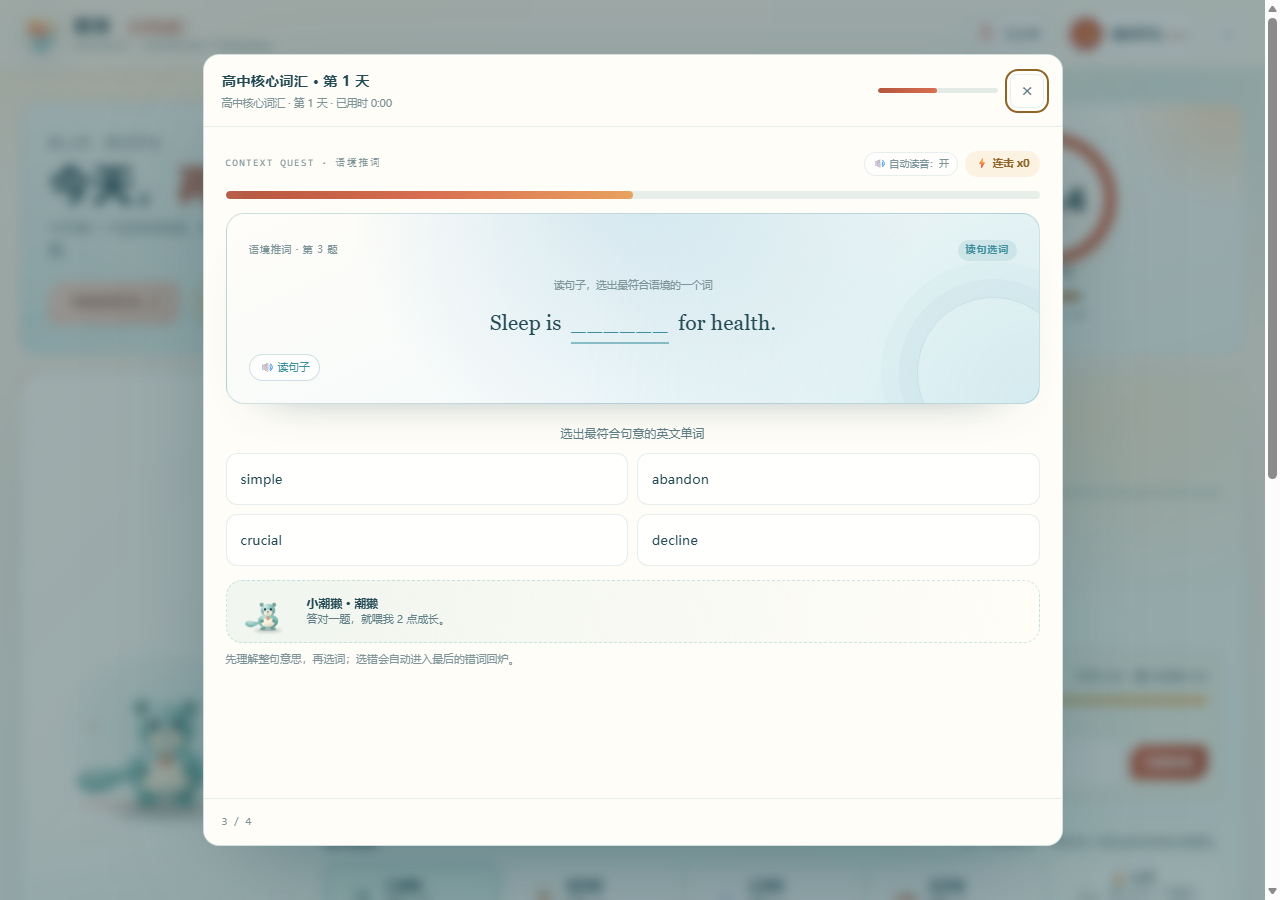 高中核心词汇 • 第 1 天
高中核心词汇 · 第 1 天 · 已用时 0:00
×
CONTEXT QUEST · 语境推词
自动读音：开
连击 x0
语境推词 · 第 3 题
读句选词
读句子，选出最符合语境的一个词
Sleep is ______ for health.
读句子
选出最符合句意的英文单词
simple
abandon
crucial
decline
小潮獭 • 潮獭
答对一题，就喂我 2 点成长。
先理解整句意思，再选词；选错会自动进入最后的错词回炉。
3 / 4
今天，